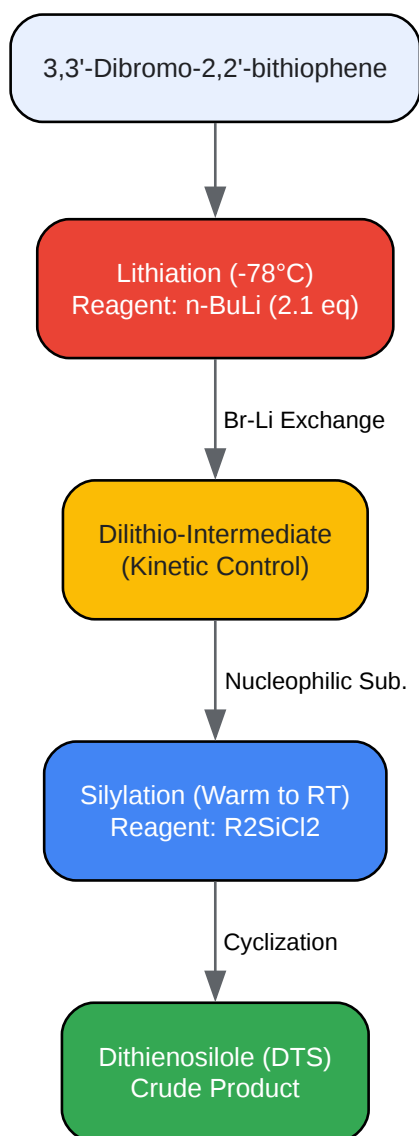 3,3'-Dibromo-2,2'-bithiophene
Lithiation (-78°C)
Reagent: n-BuLi (2.1 eq)
Br-Li Exchange
Dilithio-Intermediate
(Kinetic Control)
Nucleophilic Sub.
Silylation (Warm to RT)
Reagent: R2SiCl2
Cyclization
Dithienosilole (DTS)
Crude Product